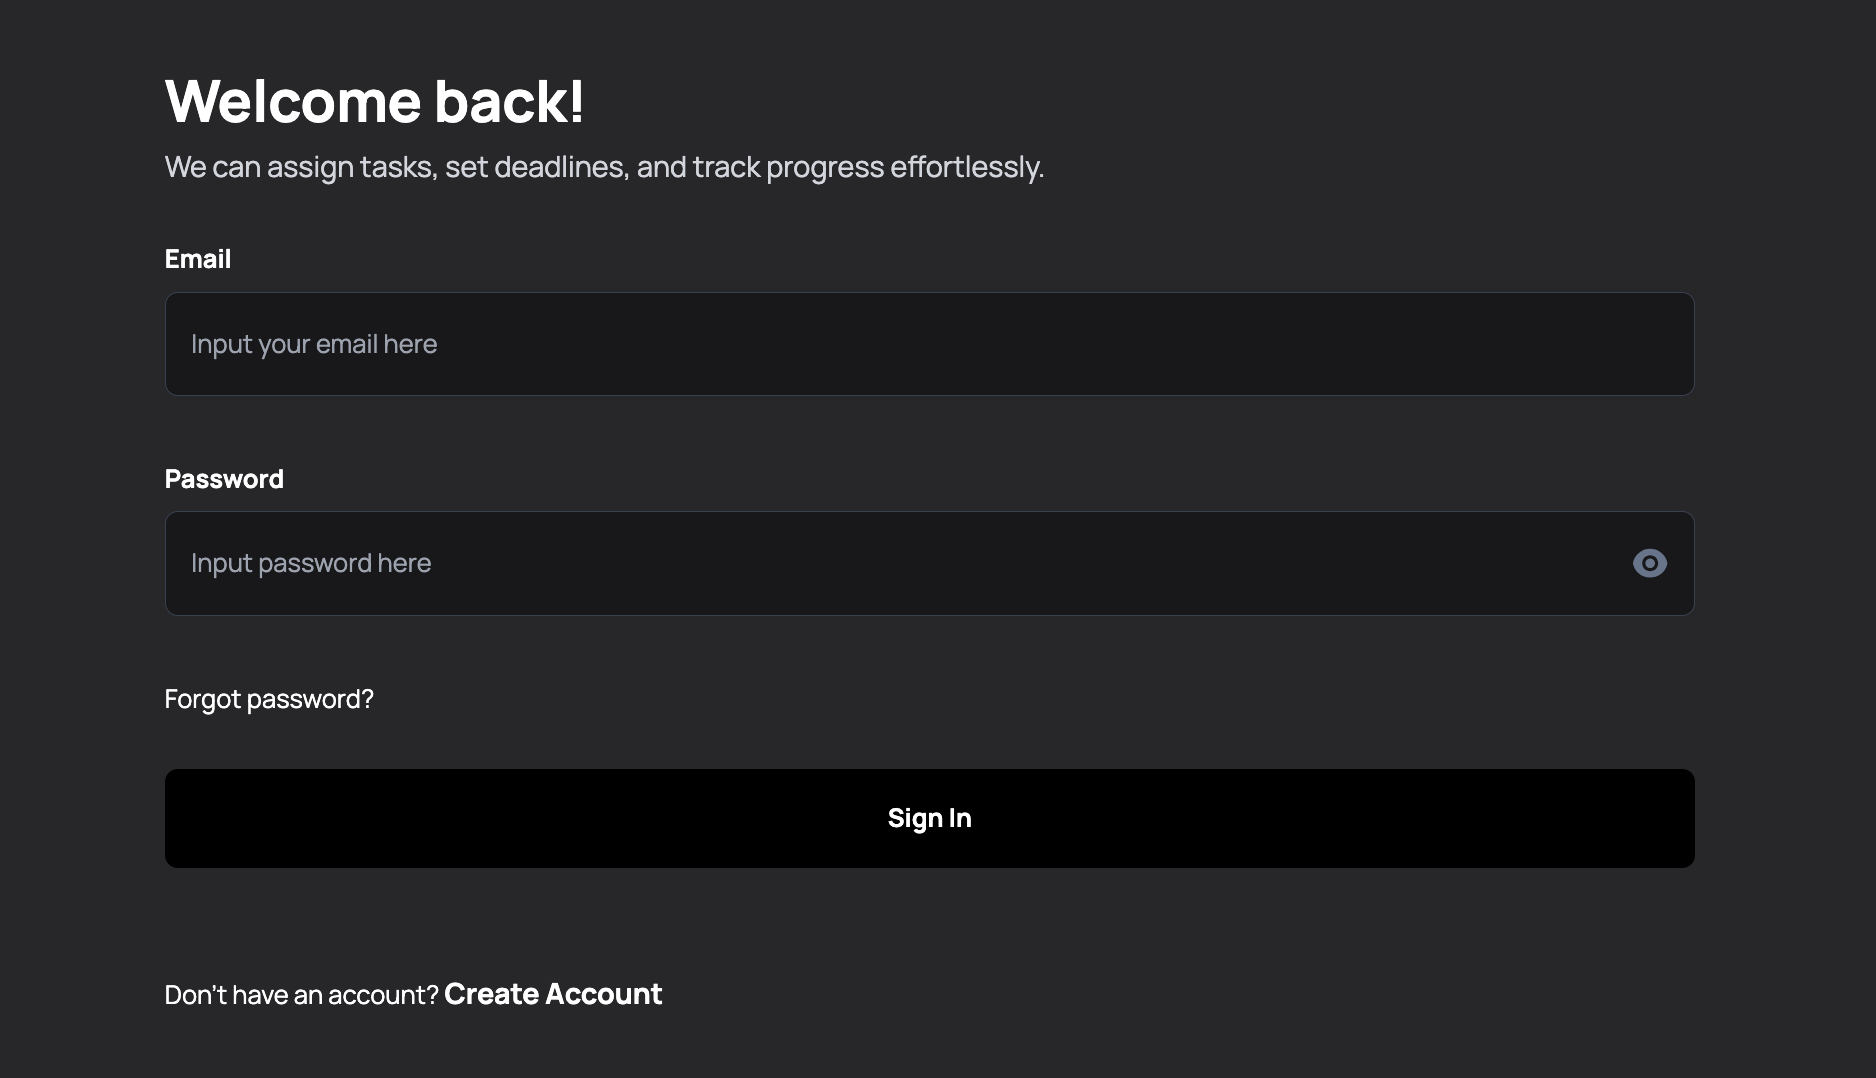 Welcome back!
We can assign tasks, set deadlines, and track progress effortlessly.
Email
Input your email here
Password
Input password here
Forgot password?
Sign In
Don't have an account? Create Account